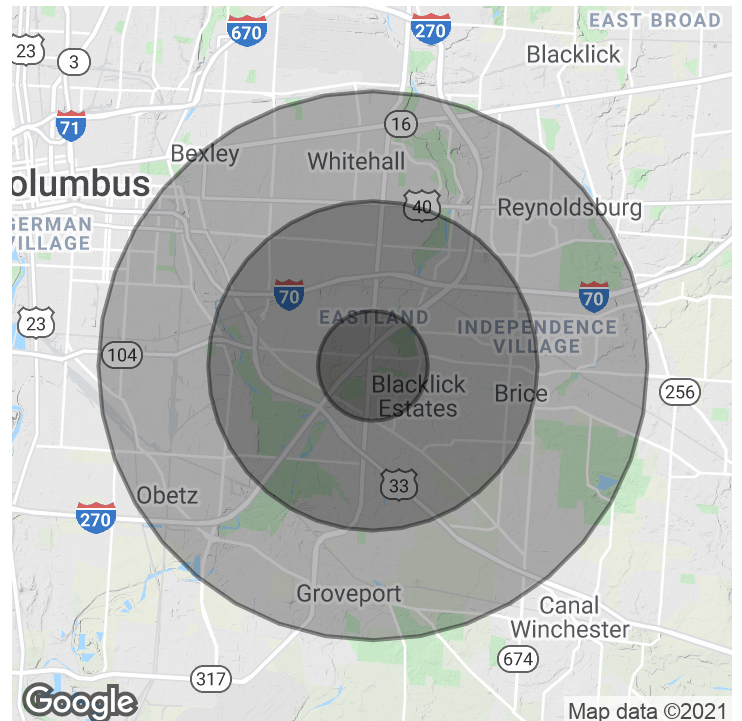 EAST BROAD
670
270
23
3
Blacklick
71
16
Bexley
Whitehall
olumbus
40
Reynoldsburg
GERMAN
VILLAGE
70
70
23
EASTLAND
INDEPENDENCE
VILLAGE
104
Blacklick
Estates
Brice
256
33
Obetz
270
Groveport
Canal
Winchester
674
317
Google
Map data ©2021